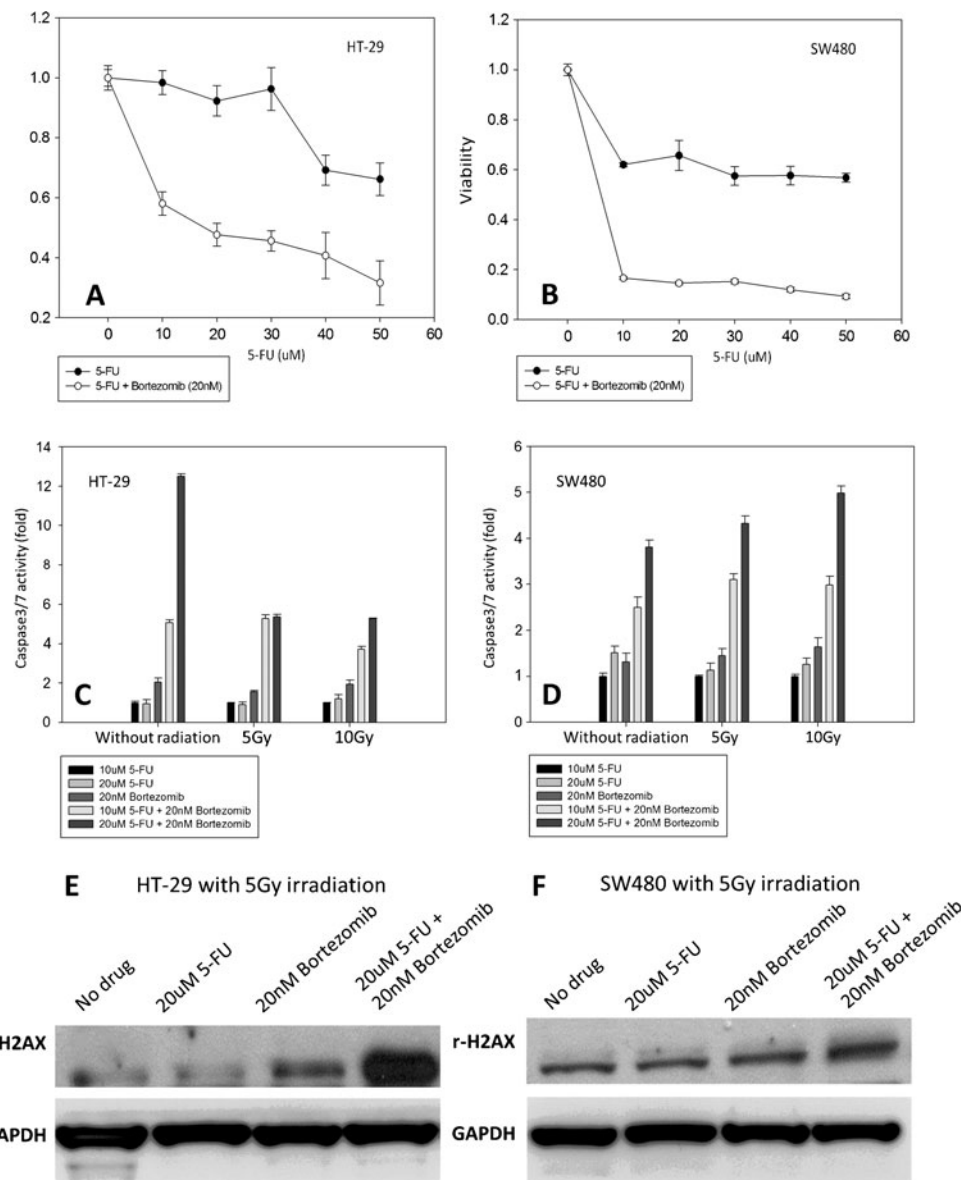 HT-29
1.2
1.0
0.8
0.6
0.4
0.2
A
0 10 20 30 40 50 60
5-FU (uM)
5-FU
5-FU + Bortezomib (20nM)
SW480
Viability
1.2
1.0
0.8
0.6
0.4
0.2
0.0
B
0 10 20 30 40 50 60
5-FU (uM)
5-FU
5-FU + Bortezomib (20nM)
HT-29
Caspase3/7 activity (fold)
14
12
10
8
6
4
2
0
C
Without radiation 5Gy 10Gy
10uM 5-FU
20uM 5-FU
20nM Bortezomib
10uM 5-FU + 20nM Bortezomib
20uM 5-FU + 20nM Bortezomib
SW480
Caspase3/7 activity (fold)
6
5
4
3
2
1
0
D
Without radiation 5Gy 10Gy
10uM 5-FU
20uM 5-FU
20nM Bortezomib
10uM 5-FU + 20nM Bortezomib
20uM 5-FU + 20nM Bortezomib
E HT-29 with 5Gy irradiation
No drug
20uM 5-FU
20nM Bortezomib
20uM 5-FU +
20nM Bortezomib
H2AX
APDH
F SW480 with 5Gy irradiation
No drug
20uM 5-FU
20nM Bortezomib
20uM 5-FU +
20nM Bortezomib
r-H2AX
GAPDH